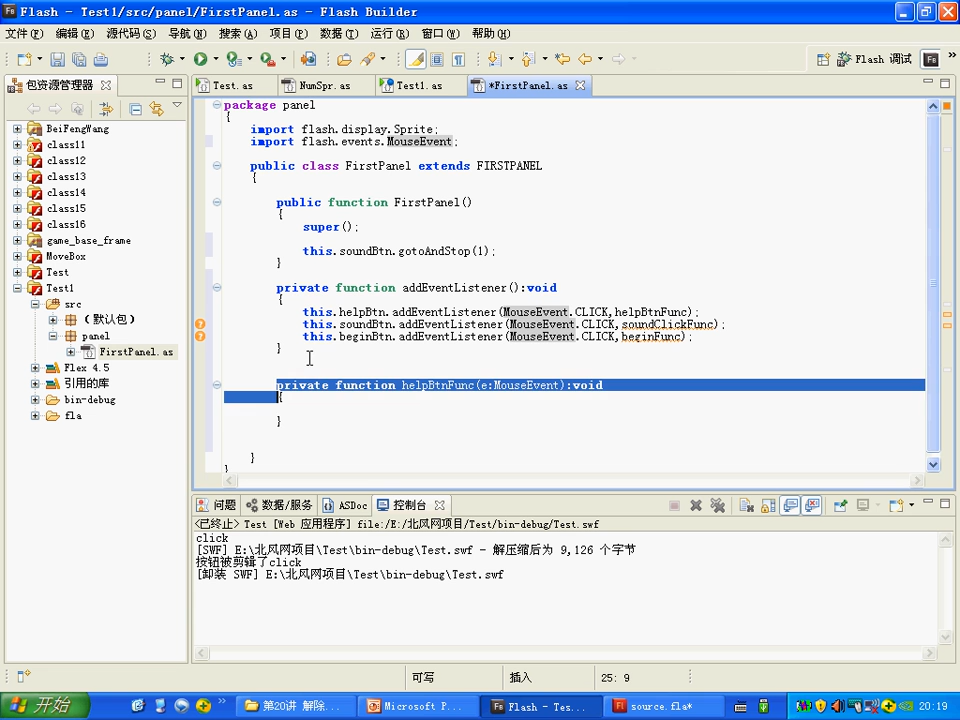 Flash - Test1/src/panel/FirstPanel.as - Flash Builder
文件(F) 编辑(E) 源代码(S) 导航(N) 搜索(A) 项目(P) 数据(T) 运行(R) 窗口(W) 帮助(H)
Flash 调试
包资源管理器
Test.as NumSpr.as Test1.as *FirstPanel.as
BeiFengWang
class11
class12
class13
class14
class15
class16
game_base_frame
MoveBox
Test
Test1
src
(默认包)
panel
FirstPanel.as
Flex 4.5
引用的库
bin-debug
fla
package panel
{
import flash.display.Sprite;
import flash.events.MouseEvent;
public class FirstPanel extends FIRSTPANEL
{
public function FirstPanel()
{
super();
this.soundBtn.gotoAndStop(1);
}
private function addEventListener():void
{
this.helpBtn.addEventListener(MouseEvent.CLICK,helpBtnFunc);
this.soundBtn.addEventListener(MouseEvent.CLICK,soundClickFunc);
this.beginBtn.addEventListener(MouseEvent.CLICK,beginFunc);
}
private function helpBtnFunc(e:MouseEvent):void
{
}
}
}
问题 数据/服务 ASDoc 控制台
<已终止> Test [Web 应用程序] file:/E:/北风网项目/Test/bin-debug/Test.swf
click
[SWF] E:\北风网项目\Test\bin-debug\Test.swf - 解压缩后为 9,126 个字节
按钮被剪辑了click
[卸装 SWF] E:\北风网项目\Test\bin-debug\Test.swf
可写 插入 25: 9
开始 第20讲 解除... Microsoft P... Flash - Tes... source.fla* 20:19